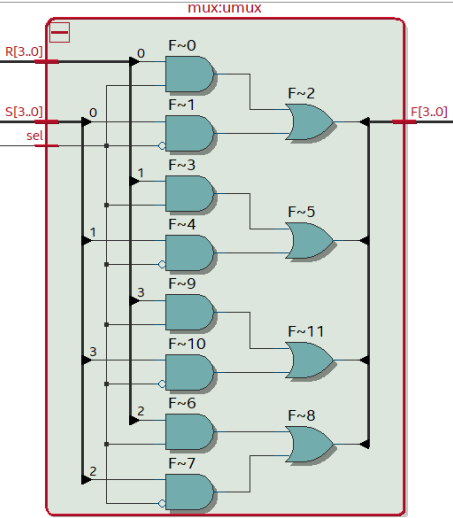 mux:umux
R[3..0]
0
F~0
F~2
S[3..0]
0
F~1
F[3..0]
sel
1
F~3
F~5
1
F~4
3
F~9
F~11
3
F~10
2
F~6
F~8
2
F~7